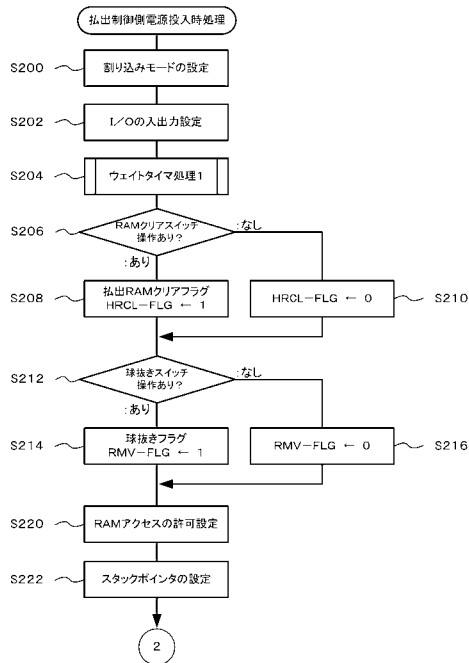 払出制御側電源投入時処理
S200
割り込みモードの設定
S202
I/Oの入出力設定
S204
ウェイトタイマ処理1
S206
RAMクリアスイッチ
操作あり?
:なし
:あり
S208
払出RAMクリアフラグ
HRCL-FLG ← 1
HRCL-FLG ← 0
S210
S212
球抜きスイッチ
操作あり?
:なし
:あり
S214
球抜きフラグ
RMV-FLG ← 1
RMV-FLG ← 0
S216
S220
RAMアクセスの許可設定
S222
スタックポインタの設定
2